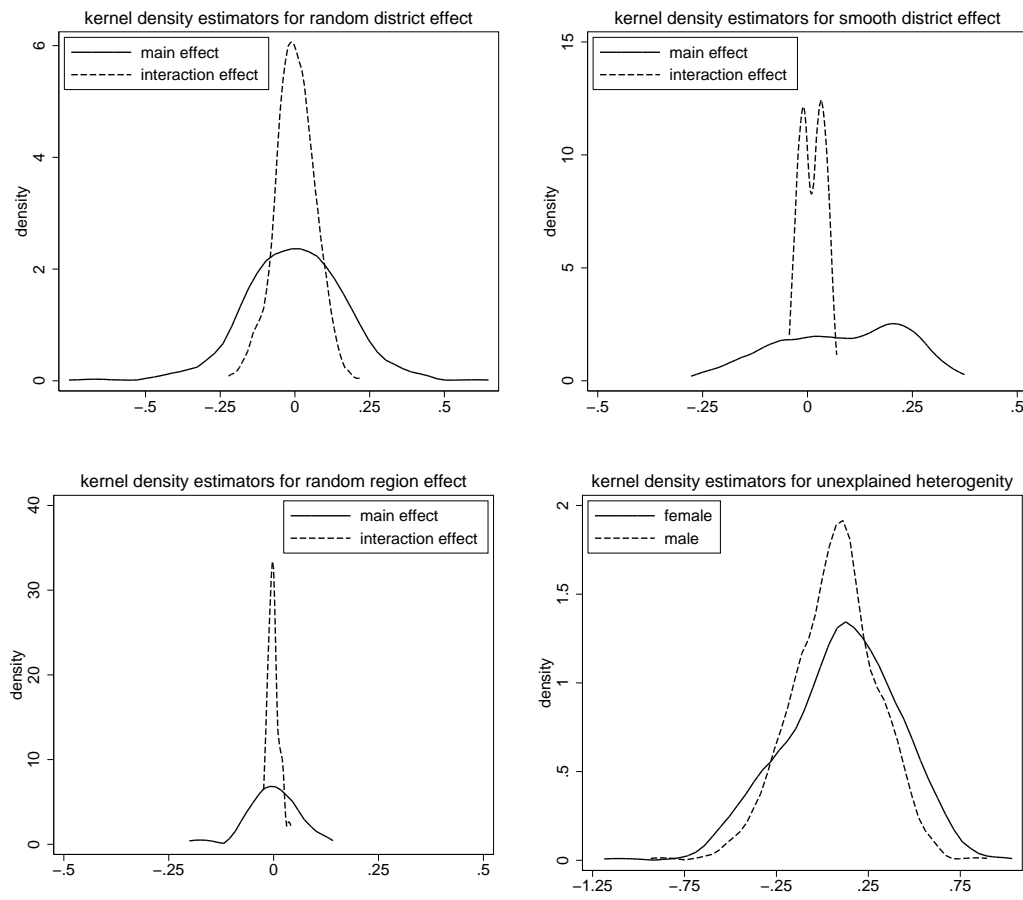 kernel density estimators for random district effect
main effect
interaction effect
density
0
2
4
6
-.5
-.25
0
.25
.5
kernel density estimators for smooth district effect
main effect
interaction effect
density
0
5
10
15
-.5
-.25
0
.25
.5
kernel density estimators for random region effect
main effect
interaction effect
density
0
10
20
30
40
-.5
-.25
0
.25
.5
kernel density estimators for unexplained heterogenity
female
male
density
0
.5
1
1.5
2
-1.25
-.75
-.25
.25
.75